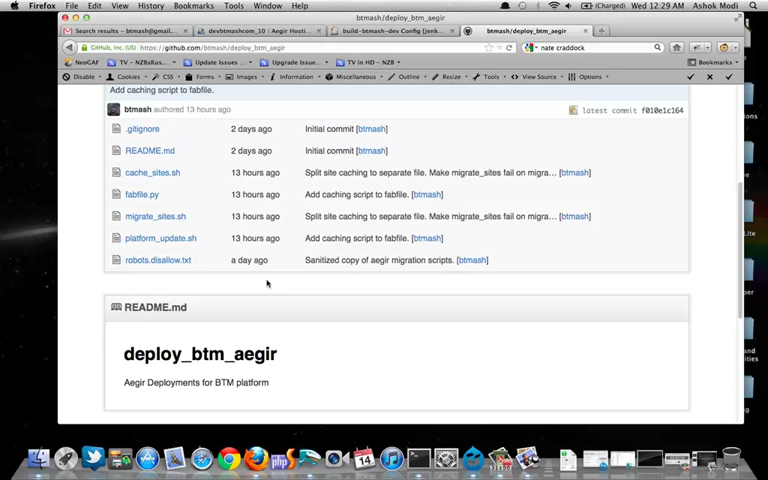 Firefox File Edit View History Bookmarks Tools Window Help (Charged) Wed 12:29 AM Ashok Modi
btmash/deploy_btm_aegir
Search results - btmash@gmail.... devbtmashcom_10 | Aegir Hosti... build-btmash-dev Config [Jenk... btmash/deploy_btm_aegir
GitHub, Inc. (US) https://github.com/btmash/deploy_btm_aegir nate craddock
NeoGAF TV - NZBsRus... Update Issues ... Upgrade Issue... TV in HD - NZB Bookmarks
Disable Cookies CSS Forms Images Information Miscellaneous Outline Resize Tools View Source Options
Add caching script to fabfile.
btmash authored 13 hours ago latest commit f010e1c164
.gitignore 2 days ago Initial commit [btmash]
README.md 2 days ago Initial commit [btmash]
cache_sites.sh 13 hours ago Split site caching to separate file. Make migrate_sites fail on migra... [btmash]
fabfile.py 13 hours ago Add caching script to fabfile. [btmash]
migrate_sites.sh 13 hours ago Split site caching to separate file. Make migrate_sites fail on migra... [btmash]
platform_update.sh 13 hours ago Add caching script to fabfile. [btmash]
robots.disallow.txt a day ago Sanitized copy of aegir migration scripts. [btmash]
README.md
deploy_btm_aegir
Aegir Deployments for BTM platform
php
14